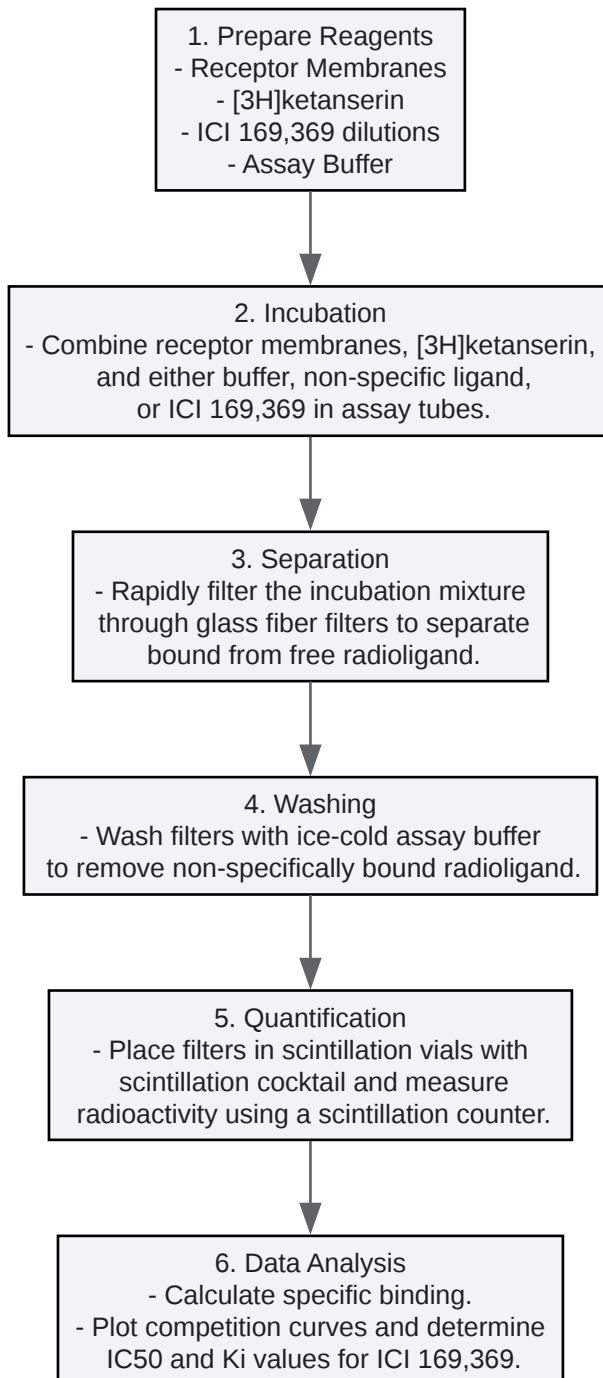 1. Prepare Reagents
- Receptor Membranes
- [3H]ketanserin
- ICI 169,369 dilutions
- Assay Buffer
2. Incubation
- Combine receptor membranes, [3H]ketanserin,
and either buffer, non-specific ligand,
or ICI 169,369 in assay tubes.
3. Separation
- Rapidly filter the incubation mixture
through glass fiber filters to separate
bound from free radioligand.
4. Washing
- Wash filters with ice-cold assay buffer
to remove non-specifically bound radioligand.
5. Quantification
- Place filters in scintillation vials with
scintillation cocktail and measure
radioactivity using a scintillation counter.
6. Data Analysis
- Calculate specific binding.
- Plot competition curves and determine
IC50 and Ki values for ICI 169,369.